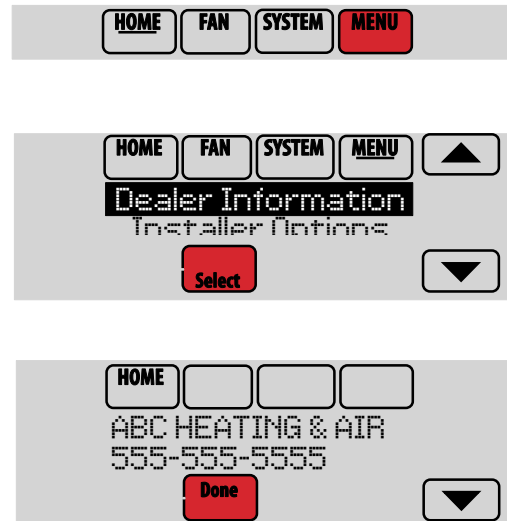 HOME FAN SYSTEM MENU
HOME FAN SYSTEM MENU
Dealer Information
Installer Options
Select
HOME
ABC HEATING & AIR
555-555-5555
Done